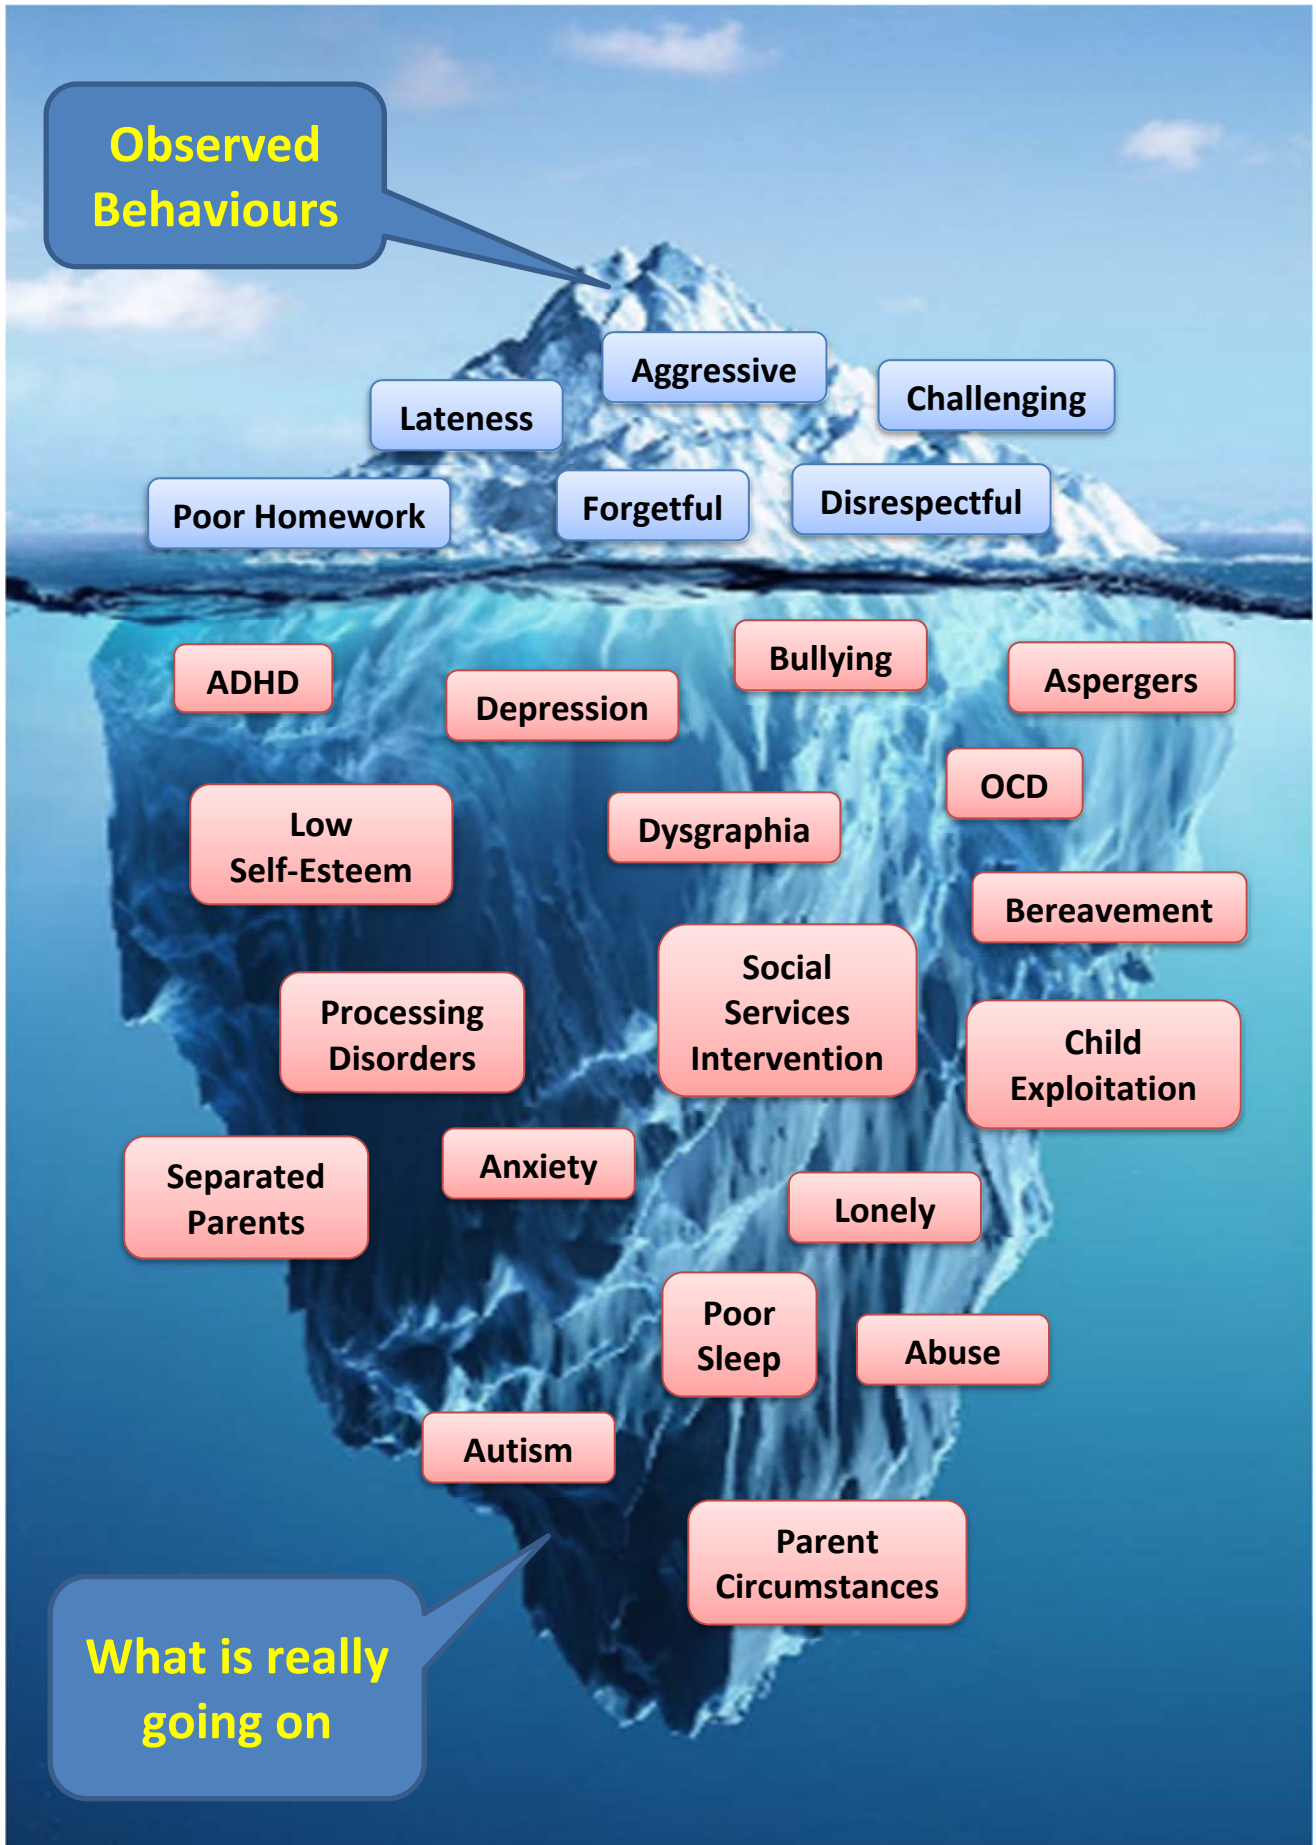 Observed
Behaviours
Aggressive
Challenging
Lateness
Poor Homework
Forgetful
Disrespectful
ADHD
Depression
Bullying
Aspergers
Low
Self-Esteem
Dysgraphia
OCD
Bereavement
Processing
Disorders
Social
Services
Intervention
Child
Exploitation
Separated
Parents
Anxiety
Lonely
Poor
Sleep
Abuse
Autism
Parent
Circumstances
What is really
going on